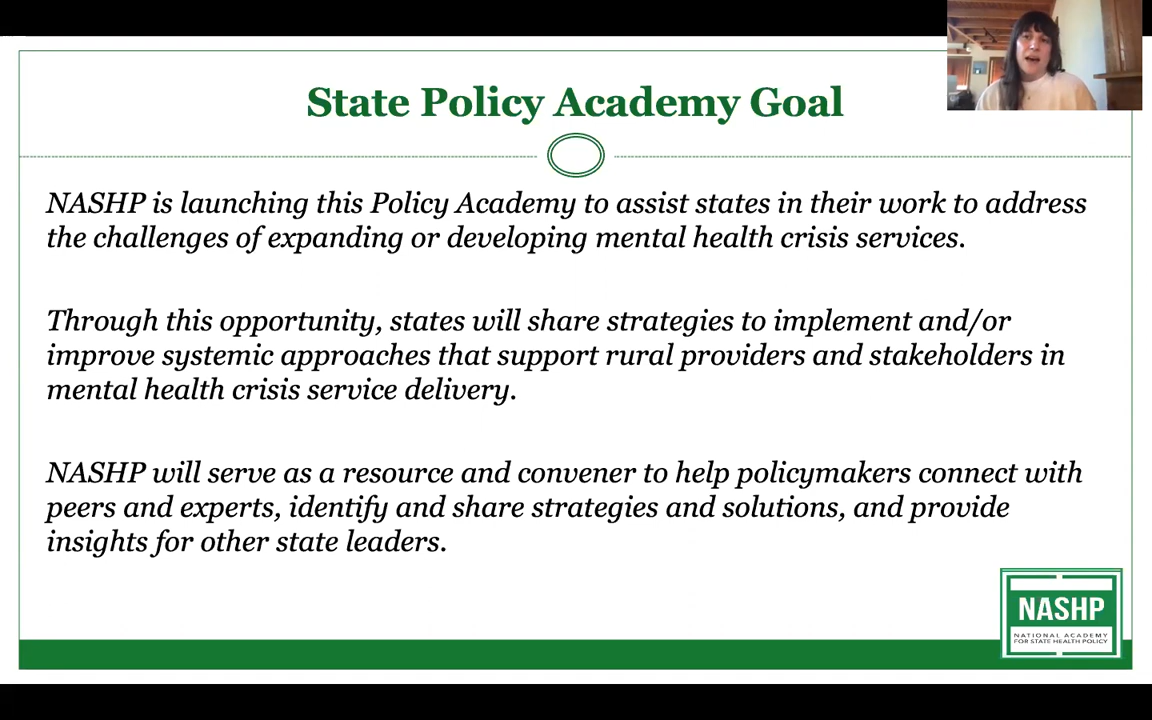 State Policy Academy Goal
NASHP is launching this Policy Academy to assist states in their work to address
the challenges of expanding or developing mental health crisis services.
Through this opportunity, states will share strategies to implement and/or
improve systemic approaches that support rural providers and stakeholders in
mental health crisis service delivery.
NASHP will serve as a resource and convener to help policymakers connect with
peers and experts, identify and share strategies and solutions, and provide
insights for other state leaders.
NASHP
NATIONAL ACADEMY
FOR STATE HEALTH POLICY